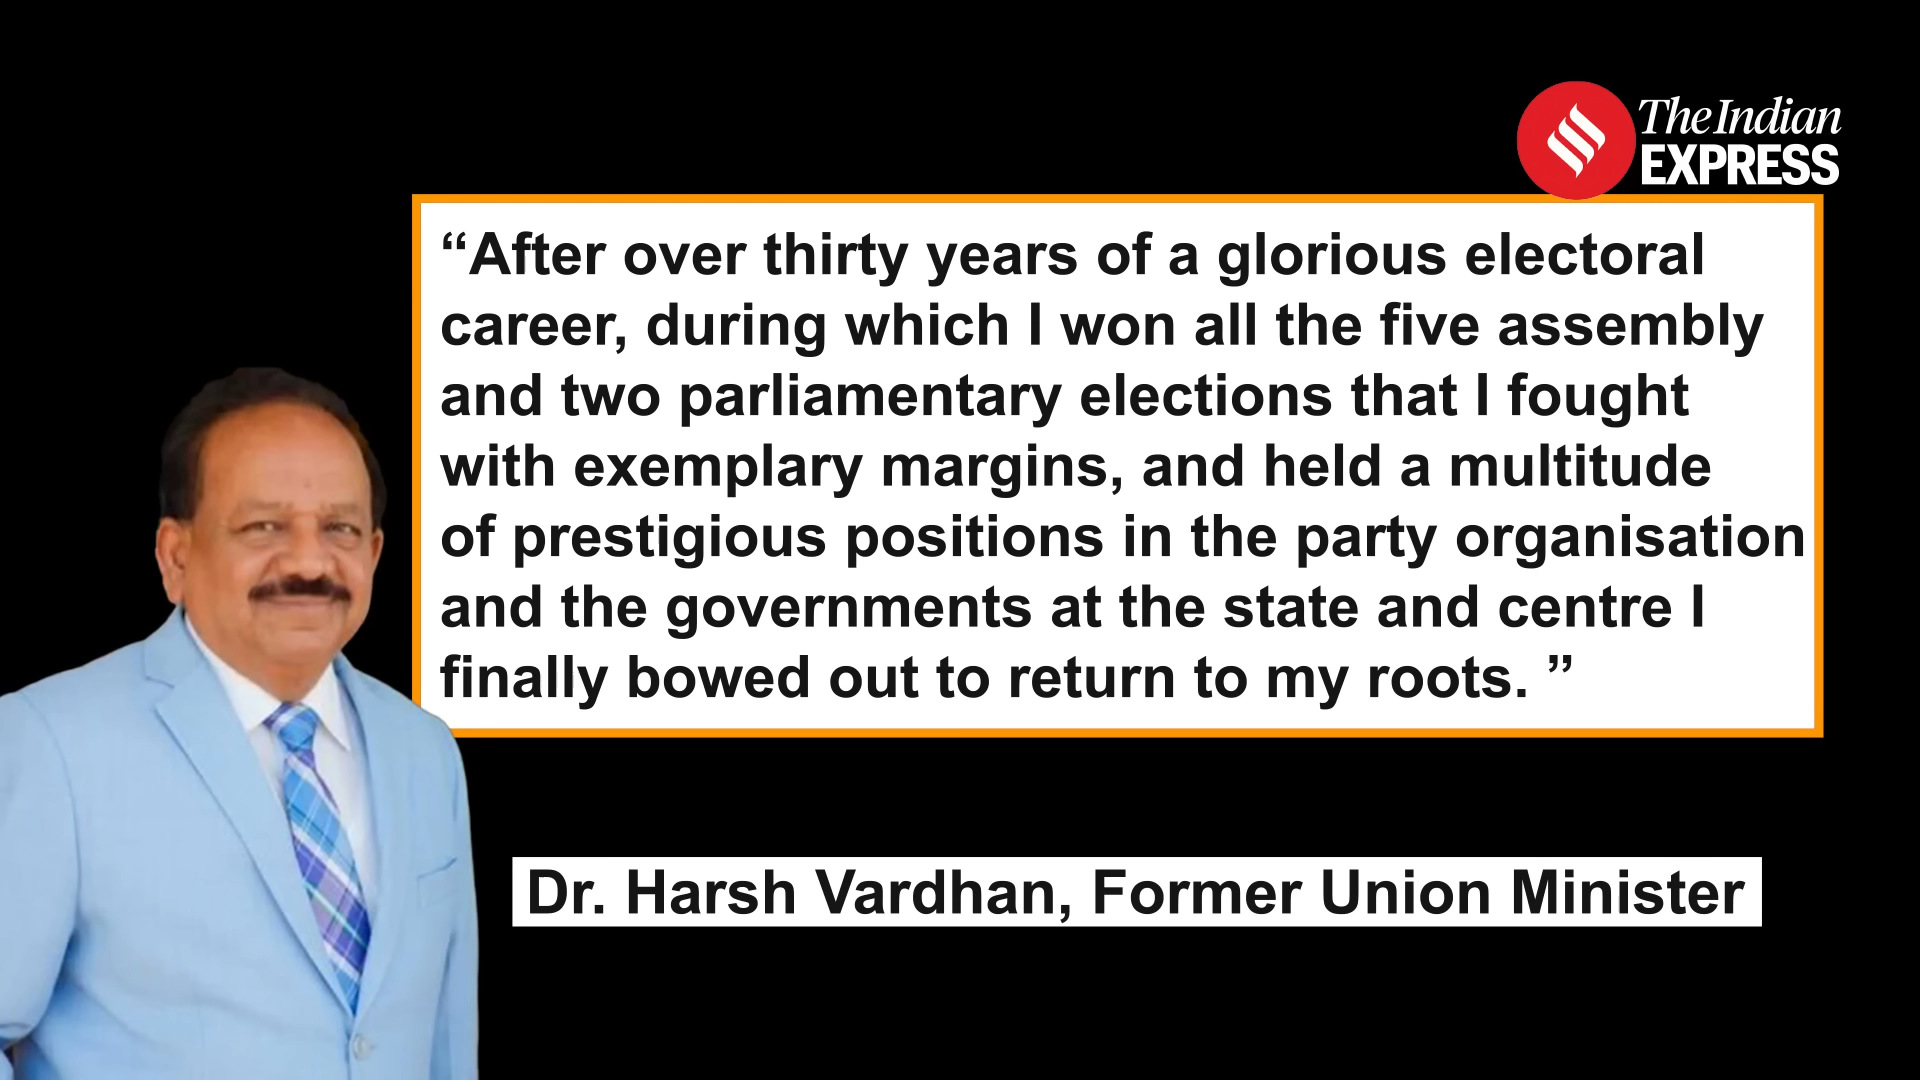 The Indian
EXPRESS
“After over thirty years of a glorious electoral
career, during which I won all the five assembly
and two parliamentary elections that I fought
with exemplary margins, and held a multitude
of prestigious positions in the party organisation
and the governments at the state and centre I
finally bowed out to return to my roots. ”
Dr. Harsh Vardhan, Former Union Minister